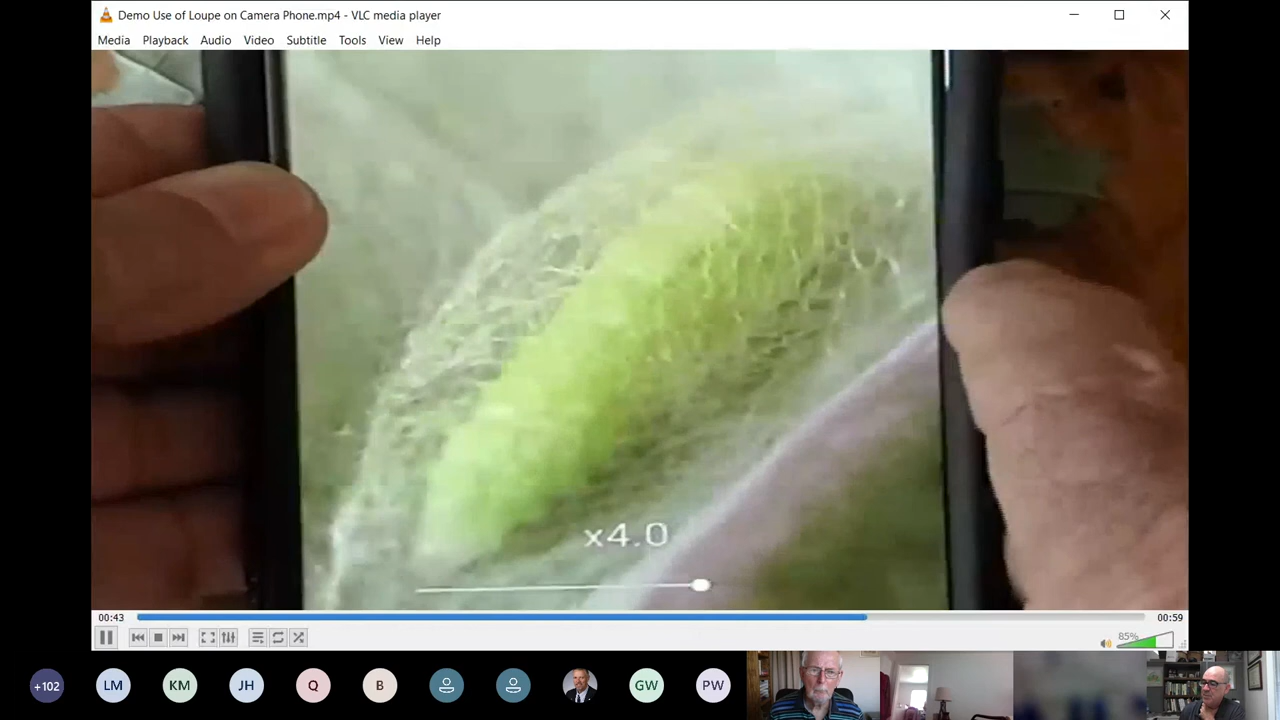 Demo Use of Loupe on Camera Phone.mp4 - VLC media player
Media Playback Audio Video Subtitle Tools View Help
x4.0
00:43 00:59
85%
+102 LM KM JH Q B GW PW